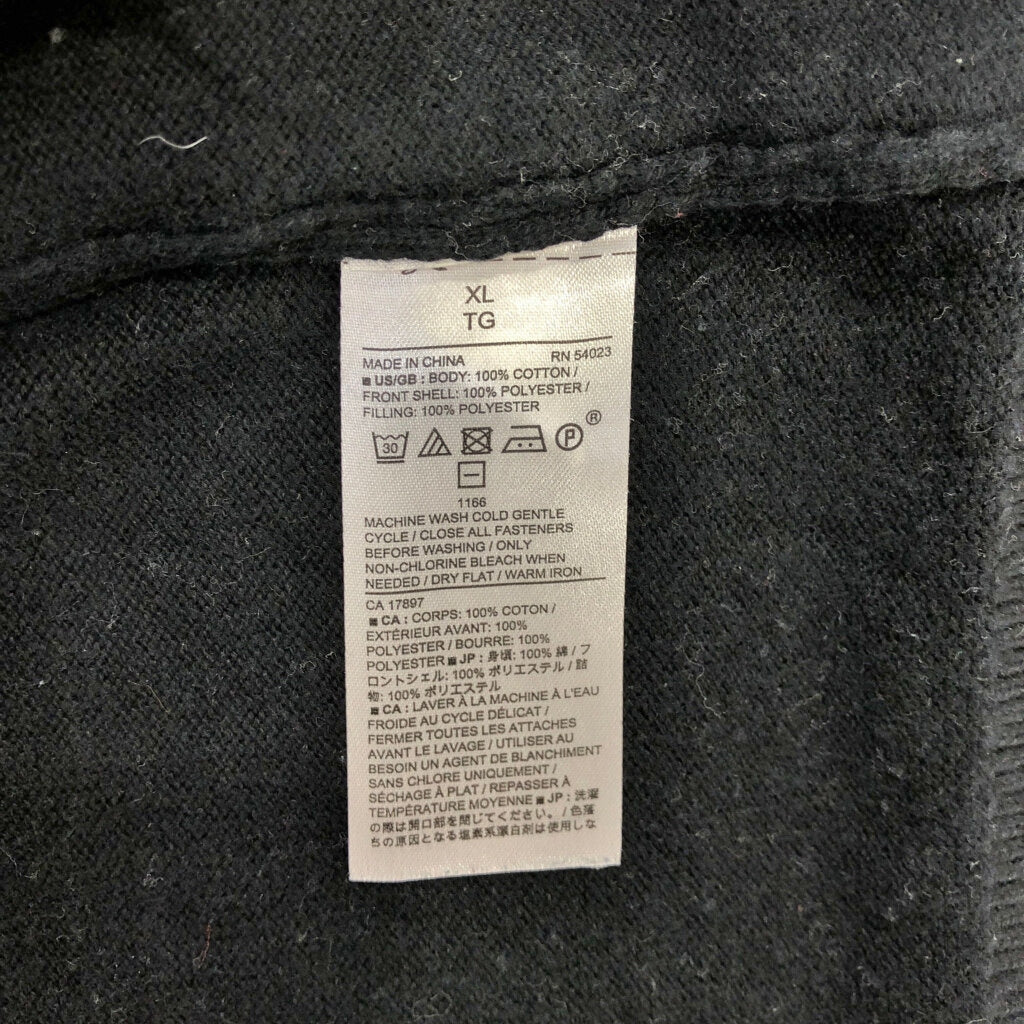 XL
TG
MADE IN CHINA RN 54023
■ US/GB : BODY: 100% COTTON /
FRONT SHELL: 100% POLYESTER /
FILLING: 100% POLYESTER
30 P ®
1166
MACHINE WASH COLD GENTLE
CYCLE / CLOSE ALL FASTENERS
BEFORE WASHING / ONLY
NON-CHLORINE BLEACH WHEN
NEEDED / DRY FLAT / WARM IRON
CA 17897
■ CA : CORPS: 100% COTON /
EXTÉRIEUR AVANT: 100%
POLYESTER / BOURRE: 100%
POLYESTER ■ JP : 身頃: 100% 綿 / フ
ロントシェル: 100% ポリエステル / 詰
物: 100% ポリエステル
■ CA : LAVER À LA MACHINE À L'EAU
FROIDE AU CYCLE DÉLICAT /
FERMER TOUTES LES ATTACHES
AVANT LE LAVAGE / UTILISER AU
BESOIN UN AGENT DE BLANCHIMENT
SANS CHLORE UNIQUEMENT /
SÉCHAGE À PLAT / REPASSER À
TEMPÉRATURE MOYENNE ■ JP : 洗濯
の際は開口部を閉じてください。 / 色落
ちの原因となる塩素系漂白剤は使用しな